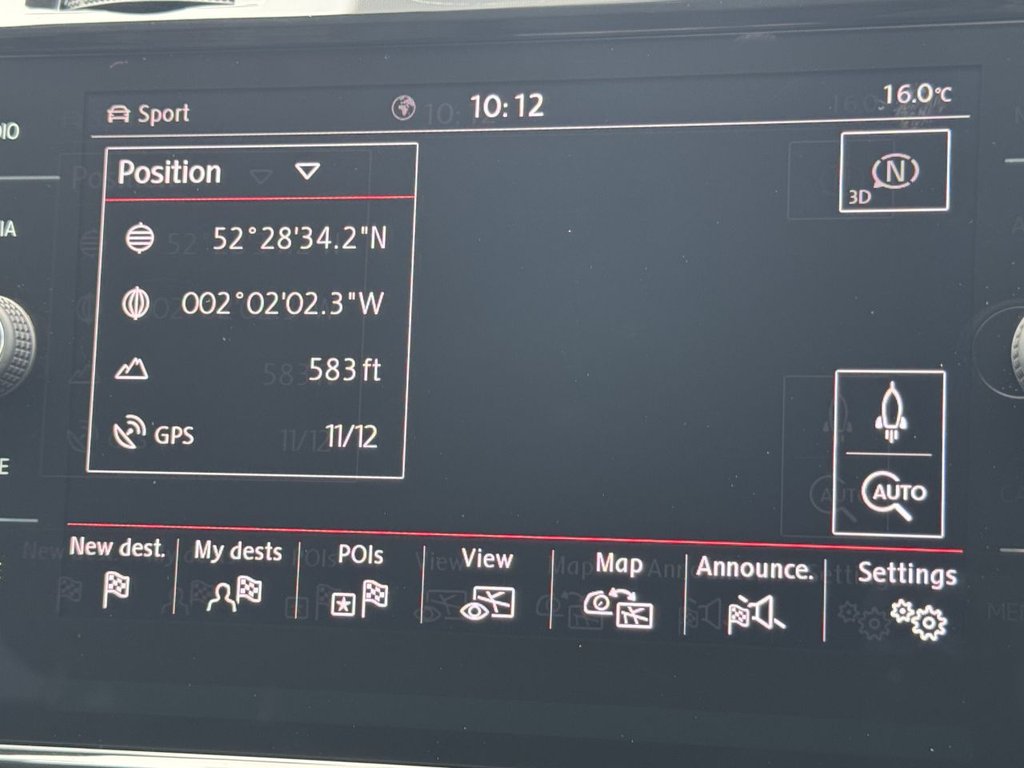 Sport 10:12 16.0°C
Position
N
3D
52°28'34.2"N
002°02'02.3"W
583 ft
GPS 11/12
AUTO
New dest. My dests POIs View Map Announce. Settings